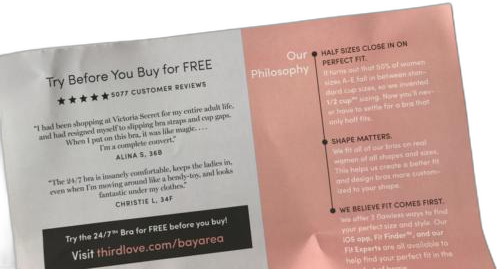 Try Before You Buy for FREE
★★★★★ 5077 CUSTOMER REVIEWS
"I had been shopping at Victoria Secret for my entire adult life,
and had resigned myself to slipping bra straps and cup gaps.
When I put on this bra, it was like magic. . . .
I'm a complete convert."
ALINA S, 36B
"The 24/7 bra is insanely comfortable, keeps the ladies in,
even when I'm moving around like a bendy-toy, and looks
fantastic under my clothes."
CHRISTIE L, 34F
Try the 24/7™ Bra for FREE before you buy!
Visit thirdlove.com/bayarea
Our
Philosophy
HALF SIZES CLOSE IN ON
PERFECT FIT.
It turns out that 50% of women
sizes A-E fall in between stan-
dard cup sizes, so we invented
1/2 cup™ sizing. Now you'll nev-
er have to settle for a bra that
only half fits.
SHAPE MATTERS.
We fit all of our bras on real
women of all shapes and sizes.
This helps us create a better fit
and design bras more custom-
ized to your shape.
WE BELIEVE FIT COMES FIRST.
We offer 3 flawless ways to find
your perfect size and style. Our
iOS app, Fit Finder™, and our
Fit Experts are all available to
help find your perfect fit in the
of home